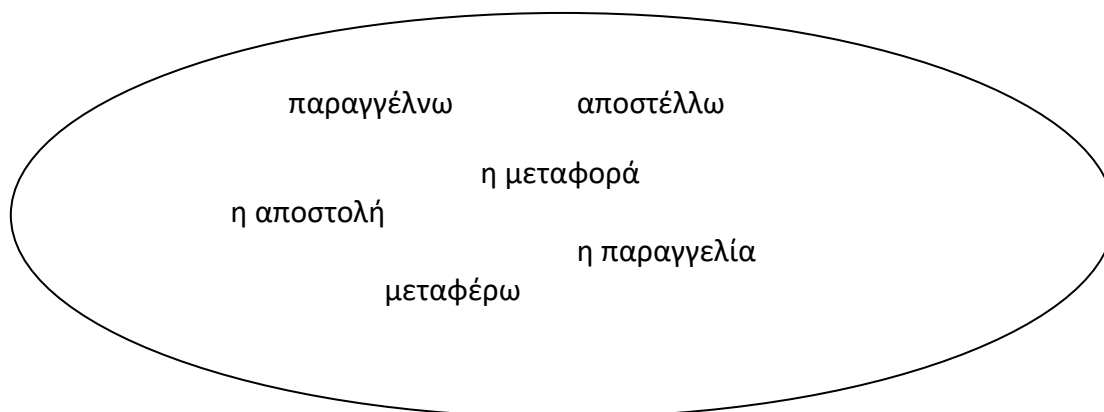 παραγγέλνω αποστέλλω
η μεταφορά
η αποστολή
η παραγγελία
μεταφέρω